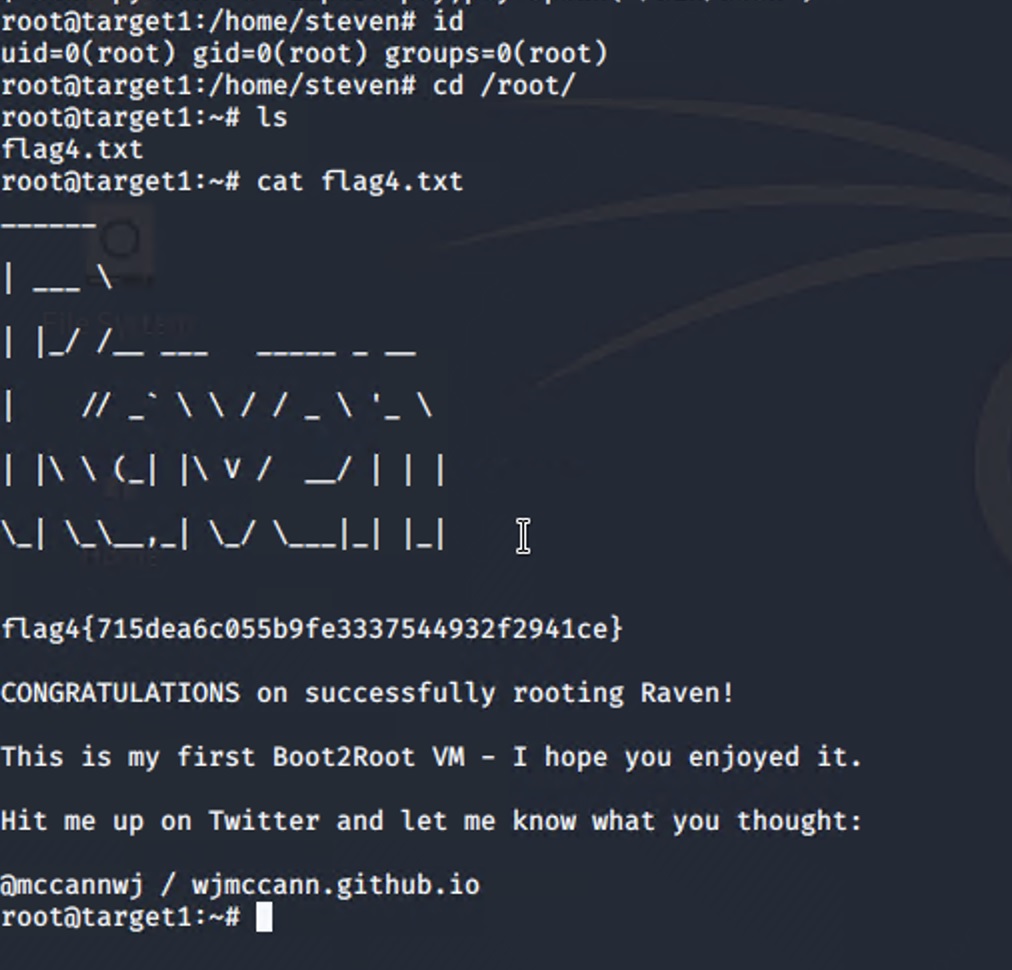 root@target1:/home/steven# id
uid=0(root) gid=0(root) groups=0(root)
root@target1:/home/steven# cd /root/
root@target1:~# ls
flag4.txt
root@target1:~# cat flag4.txt
______
| ___ \
| |_/ /__ ___   _____ _ __
|    // _` \ \ / / _ \ '_ \
| |\ \ (_| |\ V /  __/ | | |
\_| \_\__,_| \_/ \___|_| |_|
flag4{715dea6c055b9fe3337544932f2941ce}
CONGRATULATIONS on successfully rooting Raven!
This is my first Boot2Root VM - I hope you enjoyed it.
Hit me up on Twitter and let me know what you thought:
@mccannwj / wjmccann.github.io
root@target1:~#